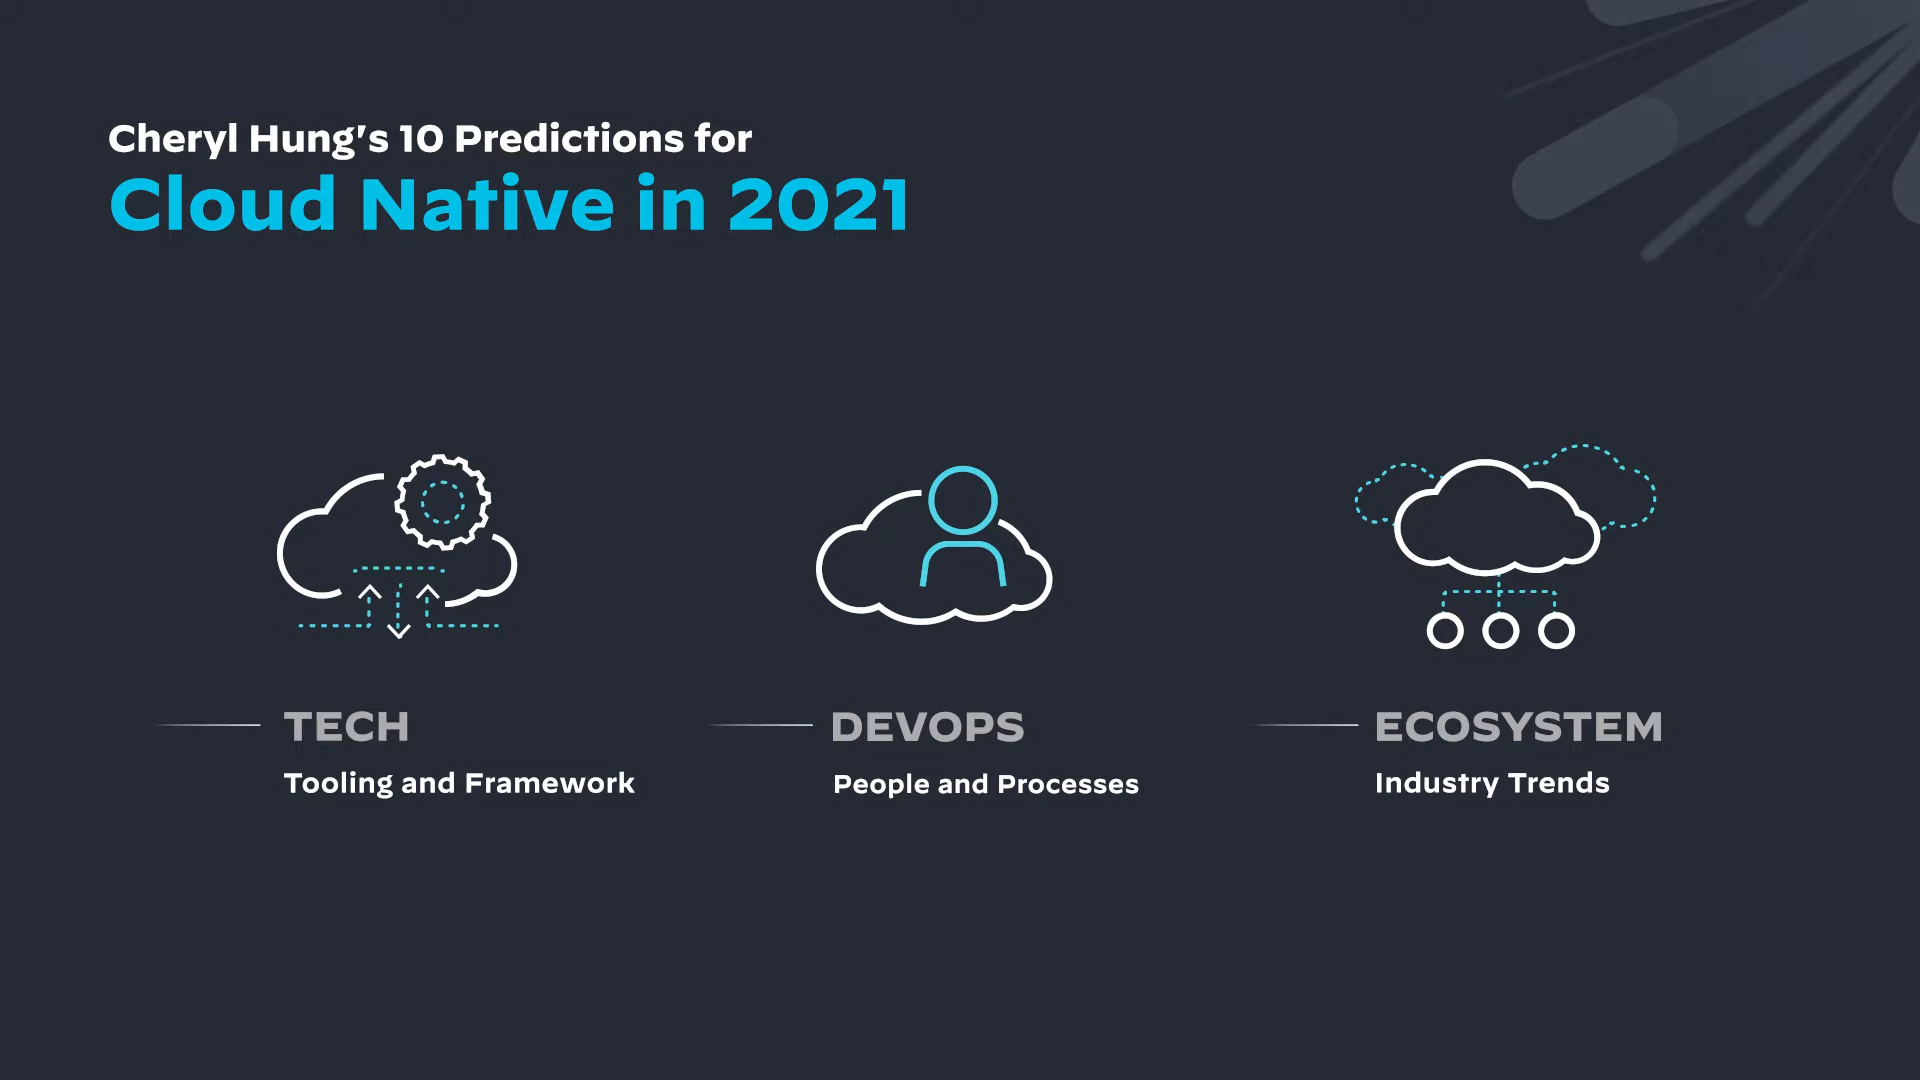 Cheryl Hung's 10 Predictions for
Cloud Native in 2021
TECH
Tooling and Framework
DEVOPS
People and Processes
ECOSYSTEM
Industry Trends